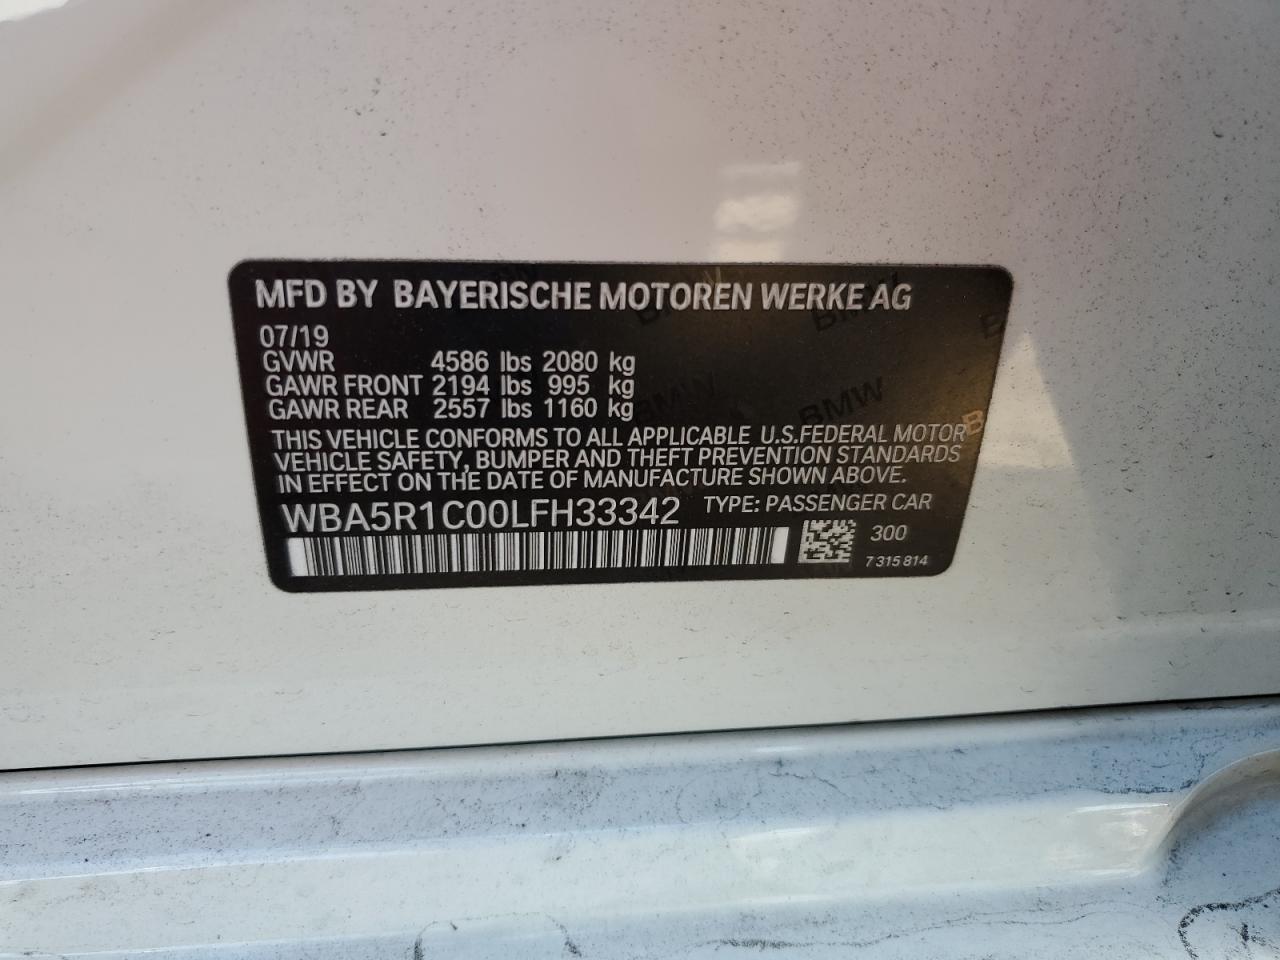 MFD BY BAYERISCHE MOTOREN WERKE AG
07/19
GVWR 4586 lbs 2080 kg
GAWR FRONT 2194 lbs 995 kg
GAWR REAR 2557 lbs 1160 kg
THIS VEHICLE CONFORMS TO ALL APPLICABLE U.S.FEDERAL MOTOR
VEHICLE SAFETY, BUMPER AND THEFT PREVENTION STANDARDS
IN EFFECT ON THE DATE OF MANUFACTURE SHOWN ABOVE.
WBA5R1C00LFH33342 TYPE: PASSENGER CAR
300
7 315 814